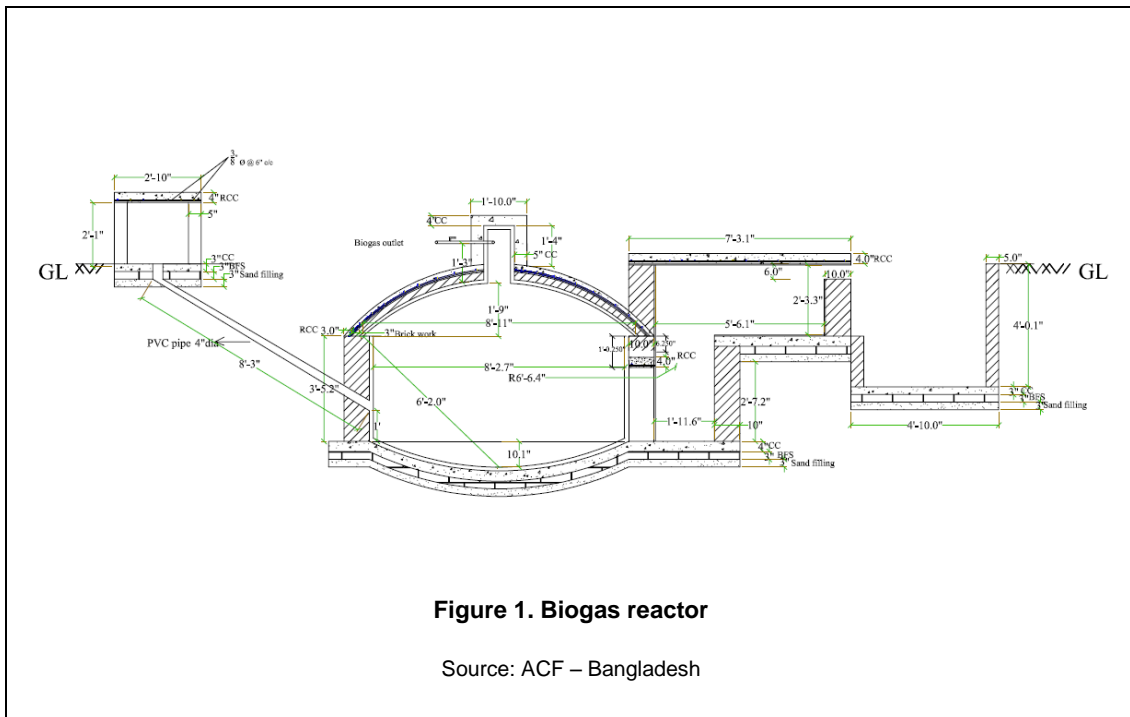 3/8 Ø @ 6" c/c
2'-10"
4" RCC
5"
2'-1"
3" CC
3" BFS
3" Sand filling
GL
PVC pipe 4"dia
8'-3"
1'-10.0"
4" CC
Biogas outlet
1'-4"
5" CC
1'-3"
1'-9"
8'-11"
RCC 3.0"
3" Brick work
8'-2.7"
3'-5.2"
6'-2.0"
1'
10.1"
10.0"
6.250"
1'-0.250"
RCC
4.0"
R6'-6.4"
7'-3.1"
4.0" RCC
6.0"
10.0"
2'-3.3"
5'-6.1"
5.0"
GL
4'-0.1"
2'-7.2"
1'-11.6"
10"
4" CC
3" BFS
3" Sand filling
3" CC
3" BFS
3" Sand filling
4'-10.0"
Figure 1. Biogas reactor
Source: ACF – Bangladesh